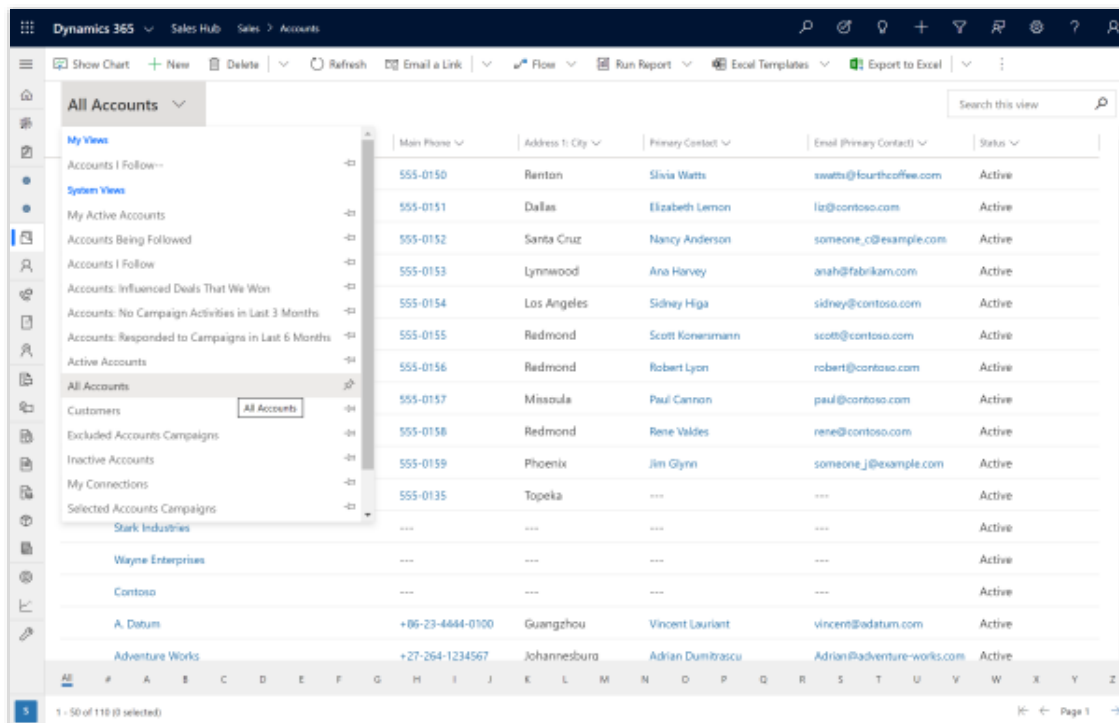 Dynamics 365 Sales Hub Sales > Accounts
Show Chart New Delete Refresh Email a Link Flow Run Report Excel Templates Export to Excel
All Accounts
Search this view
My Views
Accounts I Follow--
System Views
My Active Accounts
Accounts Being Followed
Accounts I Follow
Accounts: Influenced Deals That We Won
Accounts: No Campaign Activities in Last 3 Months
Accounts: Responded to Campaigns in Last 6 Months
Active Accounts
All Accounts
All Accounts
Customers
Excluded Accounts Campaigns
Inactive Accounts
My Connections
Selected Accounts Campaigns
Main Phone Address 1: City Primary Contact Email (Primary Contact) Status
555-0150 Renton Slivia Watts swatts@fourthcoffee.com Active
555-0151 Dallas Elizabeth Lemon liz@contoso.com Active
555-0152 Santa Cruz Nancy Anderson someone_c@example.com Active
555-0153 Lynnwood Ana Harvey anah@fabrikam.com Active
555-0154 Los Angeles Sidney Higa sidney@contoso.com Active
555-0155 Redmond Scott Konersmann scott@contoso.com Active
555-0156 Redmond Robert Lyon robert@contoso.com Active
555-0157 Missoula Paul Cannon paul@contoso.com Active
555-0158 Redmond Rene Valdes rene@contoso.com Active
555-0159 Phoenix Jim Glynn someone_j@example.com Active
555-0135 Topeka --- --- Active
Stark Industries --- --- --- --- Active
Wayne Enterprises --- --- --- --- Active
Contoso --- --- --- --- Active
A. Datum +86-23-4444-0100 Guangzhou Vincent Lauriant vincent@adatum.com Active
Adventure Works +27-264-1234567 Johannesburg Adrian Dumitrascu Adrian@adventure-works.com Active
All # A B C D E F G H I J K L M N O P Q R S T U V W X Y Z
S 1 - 50 of 110 (0 selected) Page 1